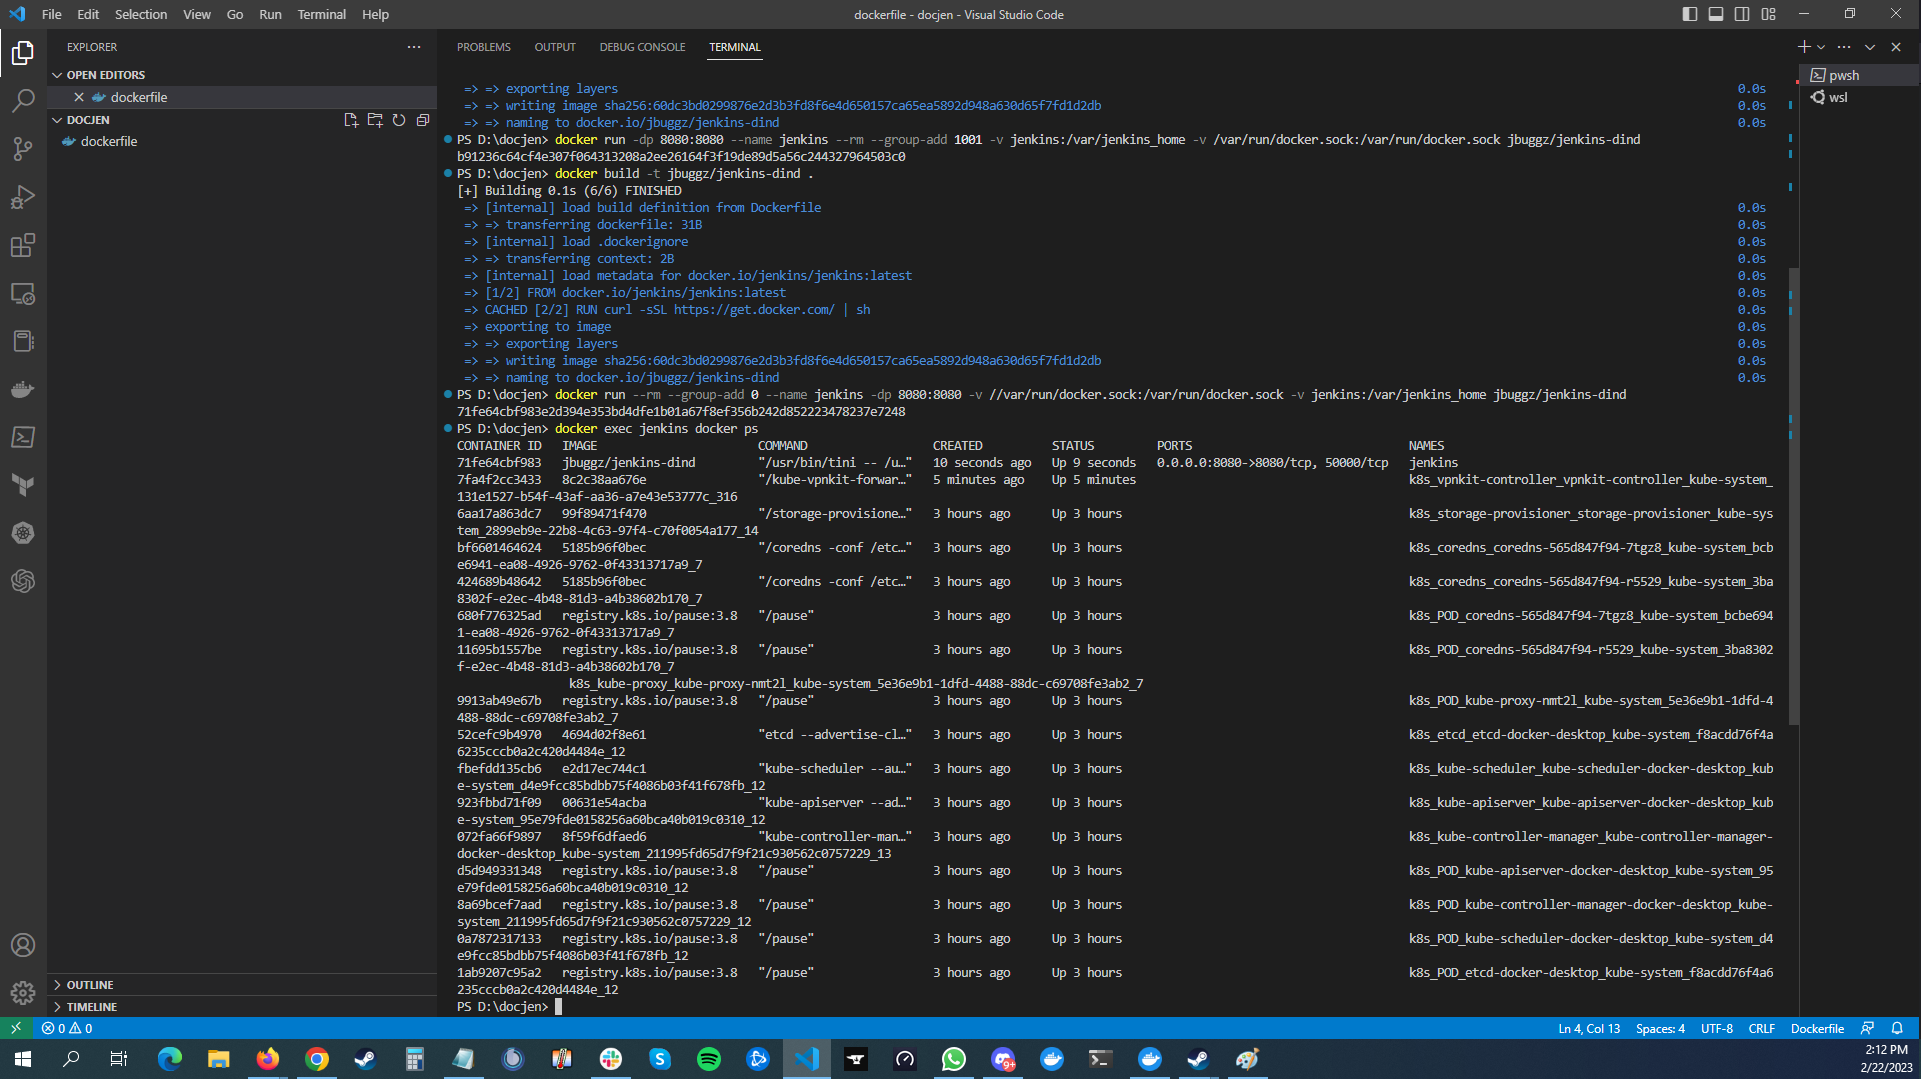 File Edit Selection View Go Run Terminal Help
dockerfile - docjen - Visual Studio Code
EXPLORER
OPEN EDITORS
dockerfile
DOCJEN
dockerfile
OUTLINE
TIMELINE
PROBLEMS OUTPUT DEBUG CONSOLE TERMINAL
pwsh
wsl
=> => exporting layers 0.0s
=> => writing image sha256:60dc3bd0299876e2d3b3fd8f6e4d650157ca65ea5892d948a630d65f7fd1d2db 0.0s
=> => naming to docker.io/jbuggz/jenkins-dind 0.0s
PS D:\docjen> docker run -dp 8080:8080 --name jenkins --rm --group-add 1001 -v jenkins:/var/jenkins_home -v /var/run/docker.sock:/var/run/docker.sock jbuggz/jenkins-dind
b91236c64cf4e307f064313208a2ee26164f3f19de89d5a56c244327964503c0
PS D:\docjen> docker build -t jbuggz/jenkins-dind .
[+] Building 0.1s (6/6) FINISHED
=> [internal] load build definition from Dockerfile 0.0s
=> => transferring dockerfile: 31B 0.0s
=> [internal] load .dockerignore 0.0s
=> => transferring context: 2B 0.0s
=> [internal] load metadata for docker.io/jenkins/jenkins:latest 0.0s
=> [1/2] FROM docker.io/jenkins/jenkins:latest 0.0s
=> CACHED [2/2] RUN curl -sSL https://get.docker.com/ | sh 0.0s
=> exporting to image 0.0s
=> => exporting layers 0.0s
=> => writing image sha256:60dc3bd0299876e2d3b3fd8f6e4d650157ca65ea5892d948a630d65f7fd1d2db 0.0s
=> => naming to docker.io/jbuggz/jenkins-dind 0.0s
PS D:\docjen> docker run --rm --group-add 0 --name jenkins -dp 8080:8080 -v //var/run/docker.sock:/var/run/docker.sock -v jenkins:/var/jenkins_home jbuggz/jenkins-dind
71fe64cbf983e2d394e353bd4dfe1b01a67f8ef356b242d852223478237e7248
PS D:\docjen> docker exec jenkins docker ps
CONTAINER ID IMAGE COMMAND CREATED STATUS PORTS NAMES
71fe64cbf983 jbuggz/jenkins-dind "/usr/bin/tini -- /u…" 10 seconds ago Up 9 seconds 0.0.0.0:8080->8080/tcp, 50000/tcp jenkins
7fa4f2cc3433 8c2c38aa676e "/kube-vpnkit-forwar…" 5 minutes ago Up 5 minutes k8s_vpnkit-controller_vpnkit-controller_kube-system_
131e1527-b54f-43af-aa36-a7e43e53777c_316
6aa17a863dc7 99f89471f470 "/storage-provisione…" 3 hours ago Up 3 hours k8s_storage-provisioner_storage-provisioner_kube-sys
tem_2899eb9e-22b8-4c63-97f4-c70f0054a177_14
bf6601464624 5185b96f0bec "/coredns -conf /etc…" 3 hours ago Up 3 hours k8s_coredns_coredns-565d847f94-7tgz8_kube-system_bcb
e6941-ea08-4926-9762-0f43313717a9_7
424689b48642 5185b96f0bec "/coredns -conf /etc…" 3 hours ago Up 3 hours k8s_coredns_coredns-565d847f94-r5529_kube-system_3ba
8302f-e2ec-4b48-81d3-a4b38602b170_7
680f776325ad registry.k8s.io/pause:3.8 "/pause" 3 hours ago Up 3 hours k8s_POD_coredns-565d847f94-7tgz8_kube-system_bcbe694
1-ea08-4926-9762-0f43313717a9_7
11695b1557be registry.k8s.io/pause:3.8 "/pause" 3 hours ago Up 3 hours k8s_POD_coredns-565d847f94-r5529_kube-system_3ba8302
f-e2ec-4b48-81d3-a4b38602b170_7
k8s_kube-proxy_kube-proxy-nmt2l_kube-system_5e36e9b1-1dfd-4488-88dc-c69708fe3ab2_7
9913ab49e67b registry.k8s.io/pause:3.8 "/pause" 3 hours ago Up 3 hours k8s_POD_kube-proxy-nmt2l_kube-system_5e36e9b1-1dfd-4
488-88dc-c69708fe3ab2_7
52cefc9b4970 4694d02f8e61 "etcd --advertise-cl…" 3 hours ago Up 3 hours k8s_etcd_etcd-docker-desktop_kube-system_f8acdd76f4a
6235cccb0a2c420d4484e_12
fbefdd135cb6 e2d17ec744c1 "kube-scheduler --au…" 3 hours ago Up 3 hours k8s_kube-scheduler_kube-scheduler-docker-desktop_kub
e-system_d4e9fcc85bdbb75f4086b03f41f678fb_12
923fbbd71f09 00631e54acba "kube-apiserver --ad…" 3 hours ago Up 3 hours k8s_kube-apiserver_kube-apiserver-docker-desktop_kub
e-system_95e79fde0158256a60bca40b019c0310_12
072fa66f9897 8f59f6dfaed6 "kube-controller-man…" 3 hours ago Up 3 hours k8s_kube-controller-manager_kube-controller-manager-
docker-desktop_kube-system_211995fd65d7f9f21c930562c0757229_13
d5d949331348 registry.k8s.io/pause:3.8 "/pause" 3 hours ago Up 3 hours k8s_POD_kube-apiserver-docker-desktop_kube-system_95
e79fde0158256a60bca40b019c0310_12
8a69bcef7aad registry.k8s.io/pause:3.8 "/pause" 3 hours ago Up 3 hours k8s_POD_kube-controller-manager-docker-desktop_kube-
system_211995fd65d7f9f21c930562c0757229_12
0a7872317133 registry.k8s.io/pause:3.8 "/pause" 3 hours ago Up 3 hours k8s_POD_kube-scheduler-docker-desktop_kube-system_d4
e9fcc85bdbb75f4086b03f41f678fb_12
1ab9207c95a2 registry.k8s.io/pause:3.8 "/pause" 3 hours ago Up 3 hours k8s_POD_etcd-docker-desktop_kube-system_f8acdd76f4a6
235cccb0a2c420d4484e_12
PS D:\docjen>
0 0
Ln 4, Col 13 Spaces: 4 UTF-8 CRLF Dockerfile
9+
2:12 PM
2/22/2023